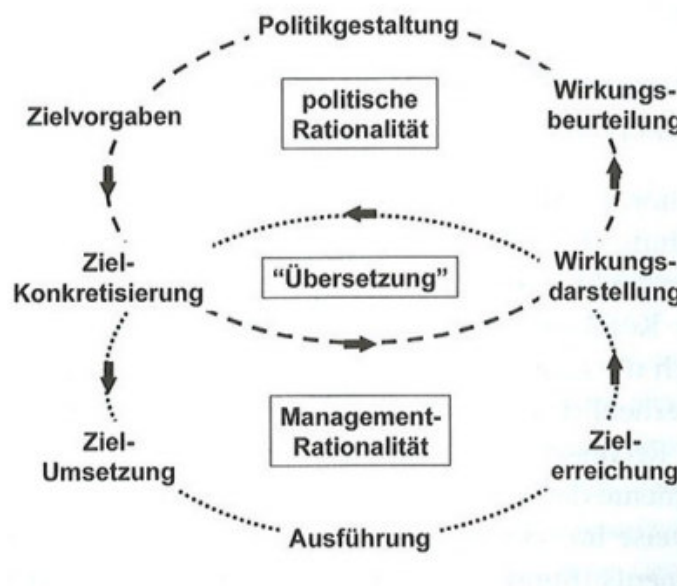 Politikgestaltung
politische
Rationalität
Zielvorgaben
Wirkungs-
beurteilung
Ziel-
Konkretisierung
“Übersetzung”
Wirkungs-
darstellung
Management-
Rationalität
Ziel-
Umsetzung
Ziel-
erreichung
Ausführung